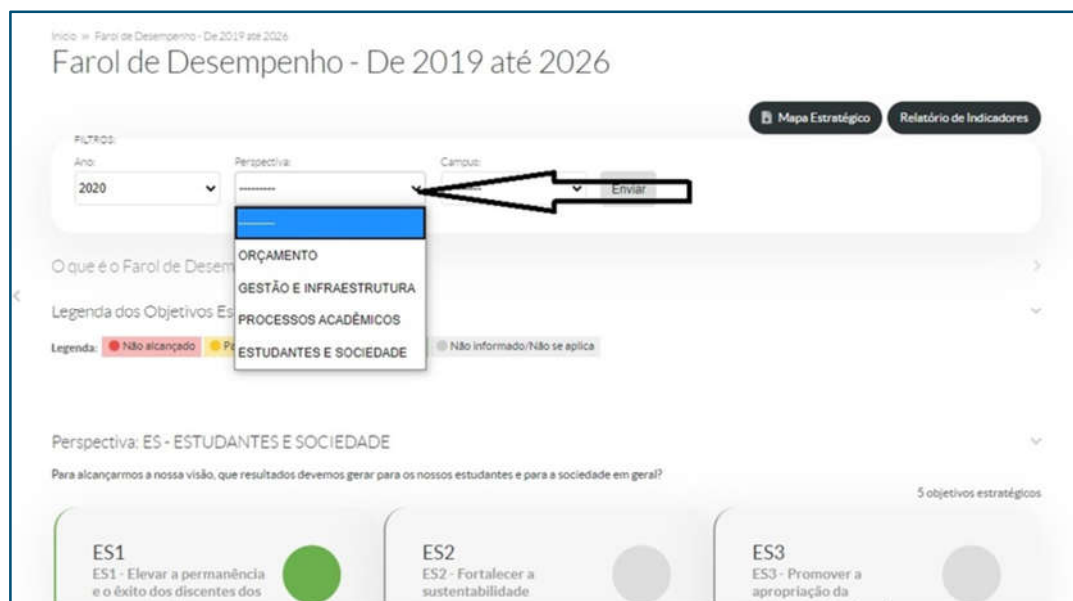 Início » Farol de Desempenho - De 2019 até 2026
Farol de Desempenho - De 2019 até 2026
Mapa Estratégico Relatório de Indicadores
FILTROS:
Ano: Perspectiva: Campus:
2020 --------- Enviar
---------
O que é o Farol de Desem
ORÇAMENTO
GESTÃO E INFRAESTRUTURA
Legenda dos Objetivos Es
PROCESSOS ACADÊMICOS
Legenda: Não alcançado ESTUDANTES E SOCIEDADE Não informado/Não se aplica
Perspectiva: ES - ESTUDANTES E SOCIEDADE
Para alcançarmos a nossa visão, que resultados devemos gerar para os nossos estudantes e para a sociedade em geral?
5 objetivos estratégicos
ES1
ES1 - Elevar a permanência
e o êxito dos discentes dos
ES2
ES2 - Fortalecer a
sustentabilidade
ES3
ES3 - Promover a
apropriação da